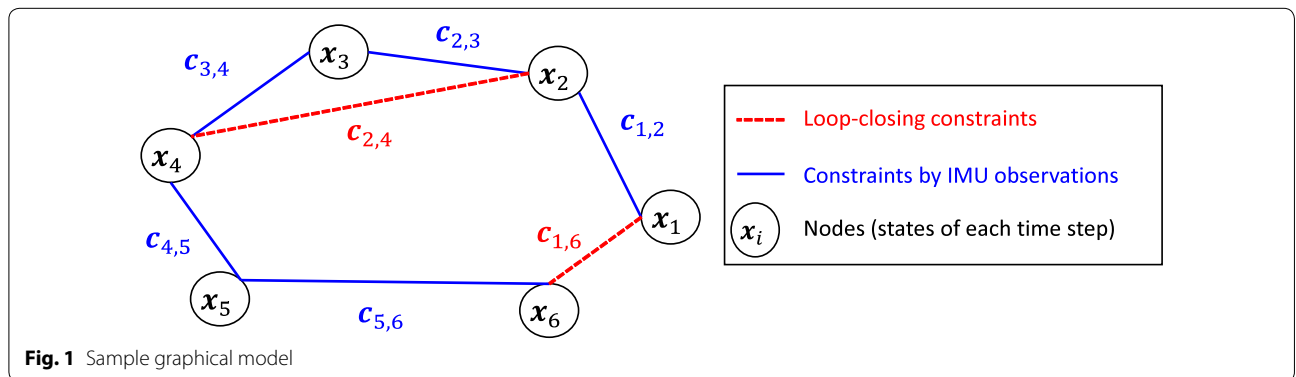 c2,3
x3
c3,4
x2
c2,4
c1,2
x4
x1
c1,6
c4,5
x5
x6
c5,6
Loop-closing constraints
Constraints by IMU observations
xi
Nodes (states of each time step)
Fig. 1 Sample graphical model